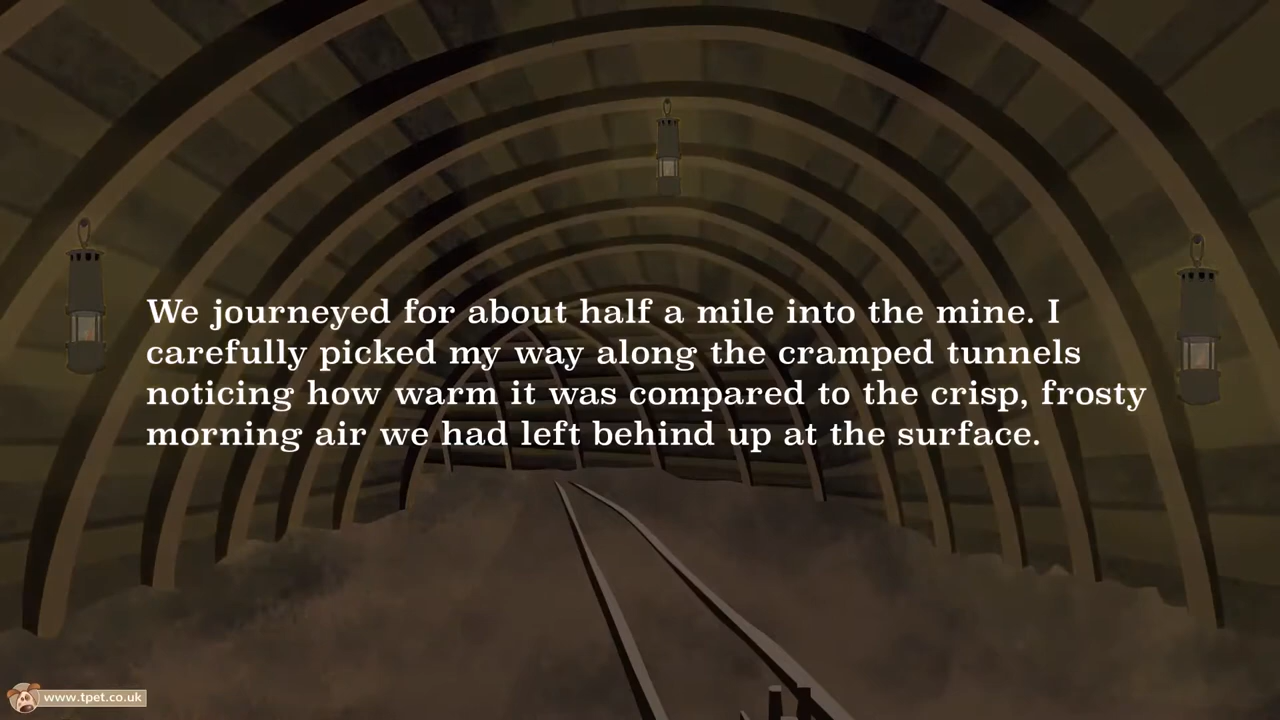 We journeyed for about half a mile into the mine. I
carefully picked my way along the cramped tunnels
noticing how warm it was compared to the crisp, frosty
morning air we had left behind up at the surface.
www.tpet.co.uk